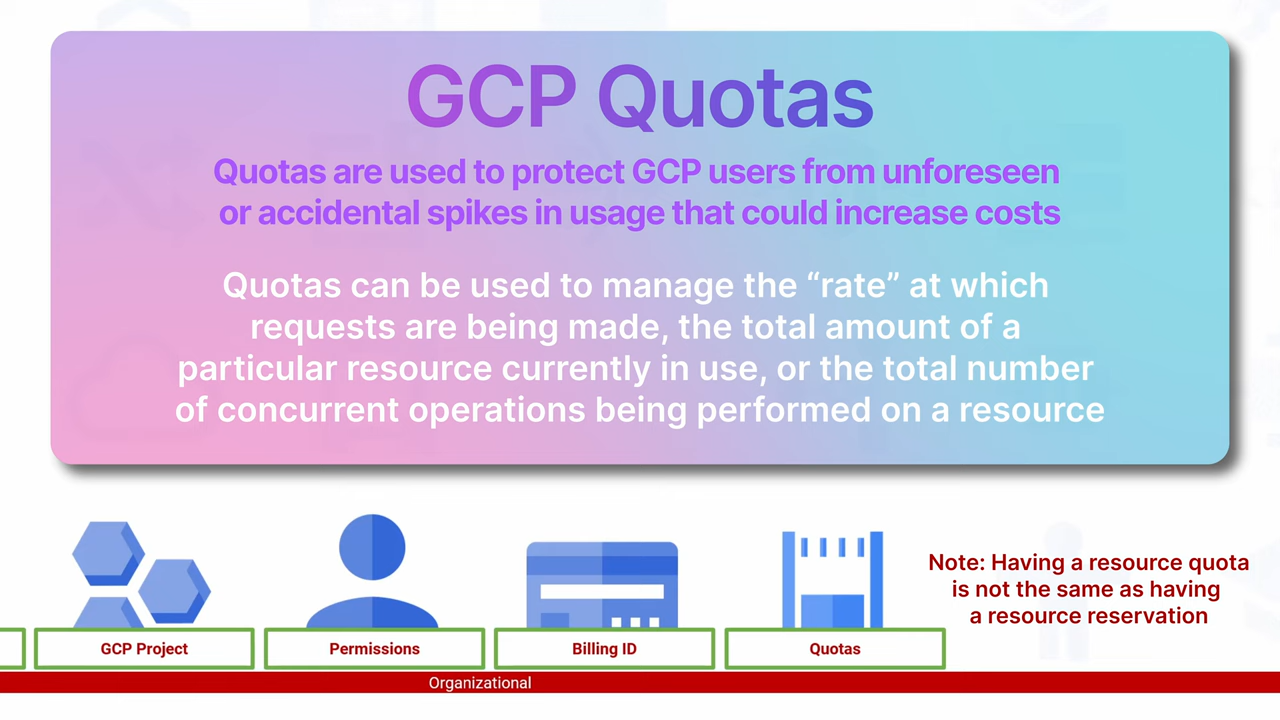 GCP Quotas
Quotas are used to protect GCP users from unforeseen
or accidental spikes in usage that could increase costs
Quotas can be used to manage the “rate” at which
requests are being made, the total amount of a
particular resource currently in use, or the total number
of concurrent operations being performed on a resource
Note: Having a resource quota
is not the same as having
a resource reservation
GCP Project
Permissions
Billing ID
Quotas
Organizational